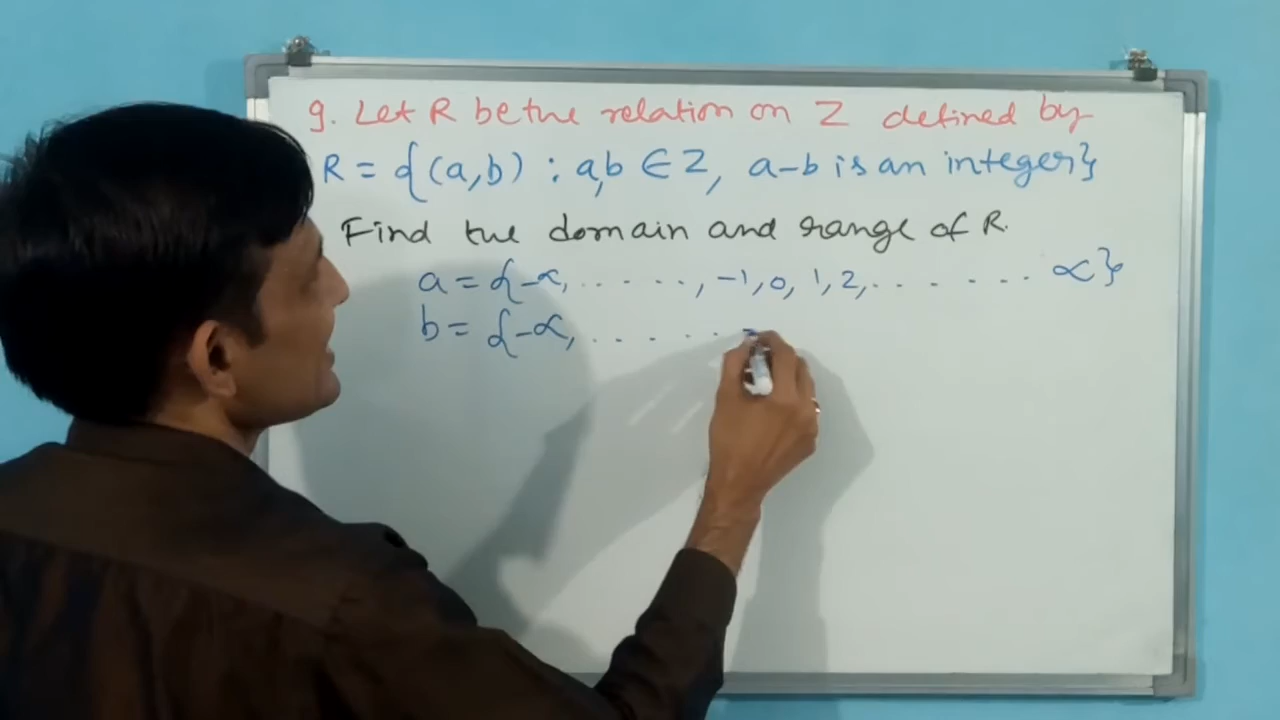 9. Let R be the relation on Z defined by
R = {(a,b) : a,b ∈ Z, a-b is an integer}
Find the domain and range of R.
a = {-∝, . . . . . , -1, 0, 1, 2, . . . . . . ∝}
b = {-∝, . . . . . -